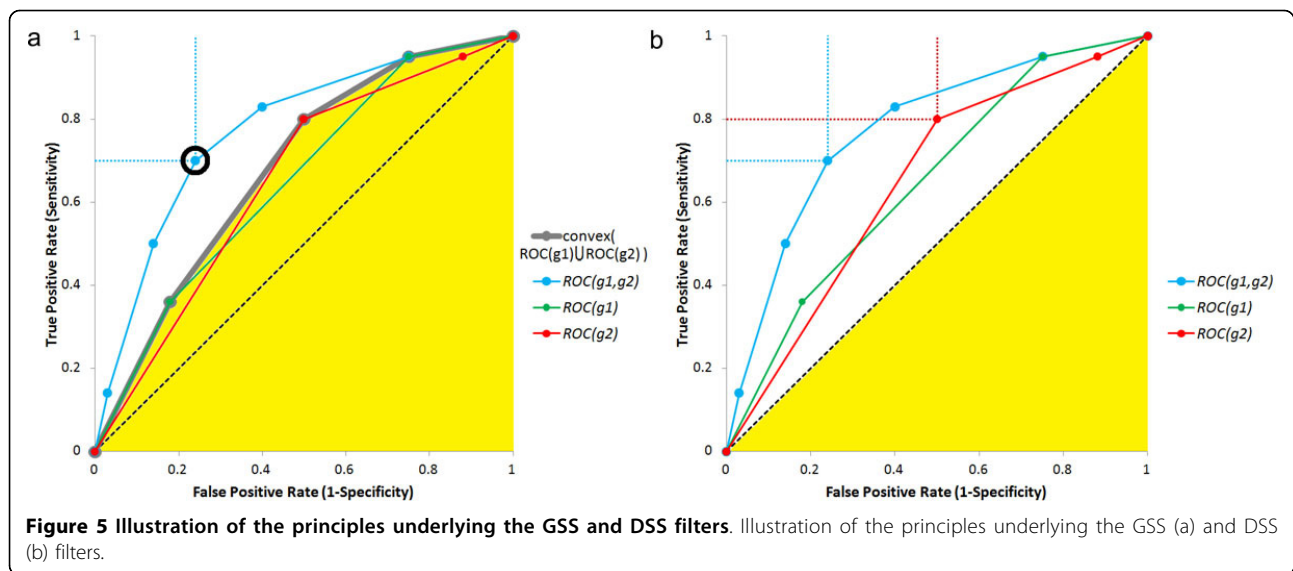 a
1
0.8
0.6
0.4
0.2
0
True Positive Rate (Sensitivity)
0
0.2
0.4
0.6
0.8
1
False Positive Rate (1-Specificity)
convex(
ROC(g1)⋃ROC(g2) )
ROC(g1,g2)
ROC(g1)
ROC(g2)
b
1
0.8
0.6
0.4
0.2
0
True Positive Rate (Sensitivity)
0
0.2
0.4
0.6
0.8
1
False Positive Rate (1-Specificity)
ROC(g1,g2)
ROC(g1)
ROC(g2)
Figure 5 Illustration of the principles underlying the GSS and DSS filters. Illustration of the principles underlying the GSS (a) and DSS
(b) filters.